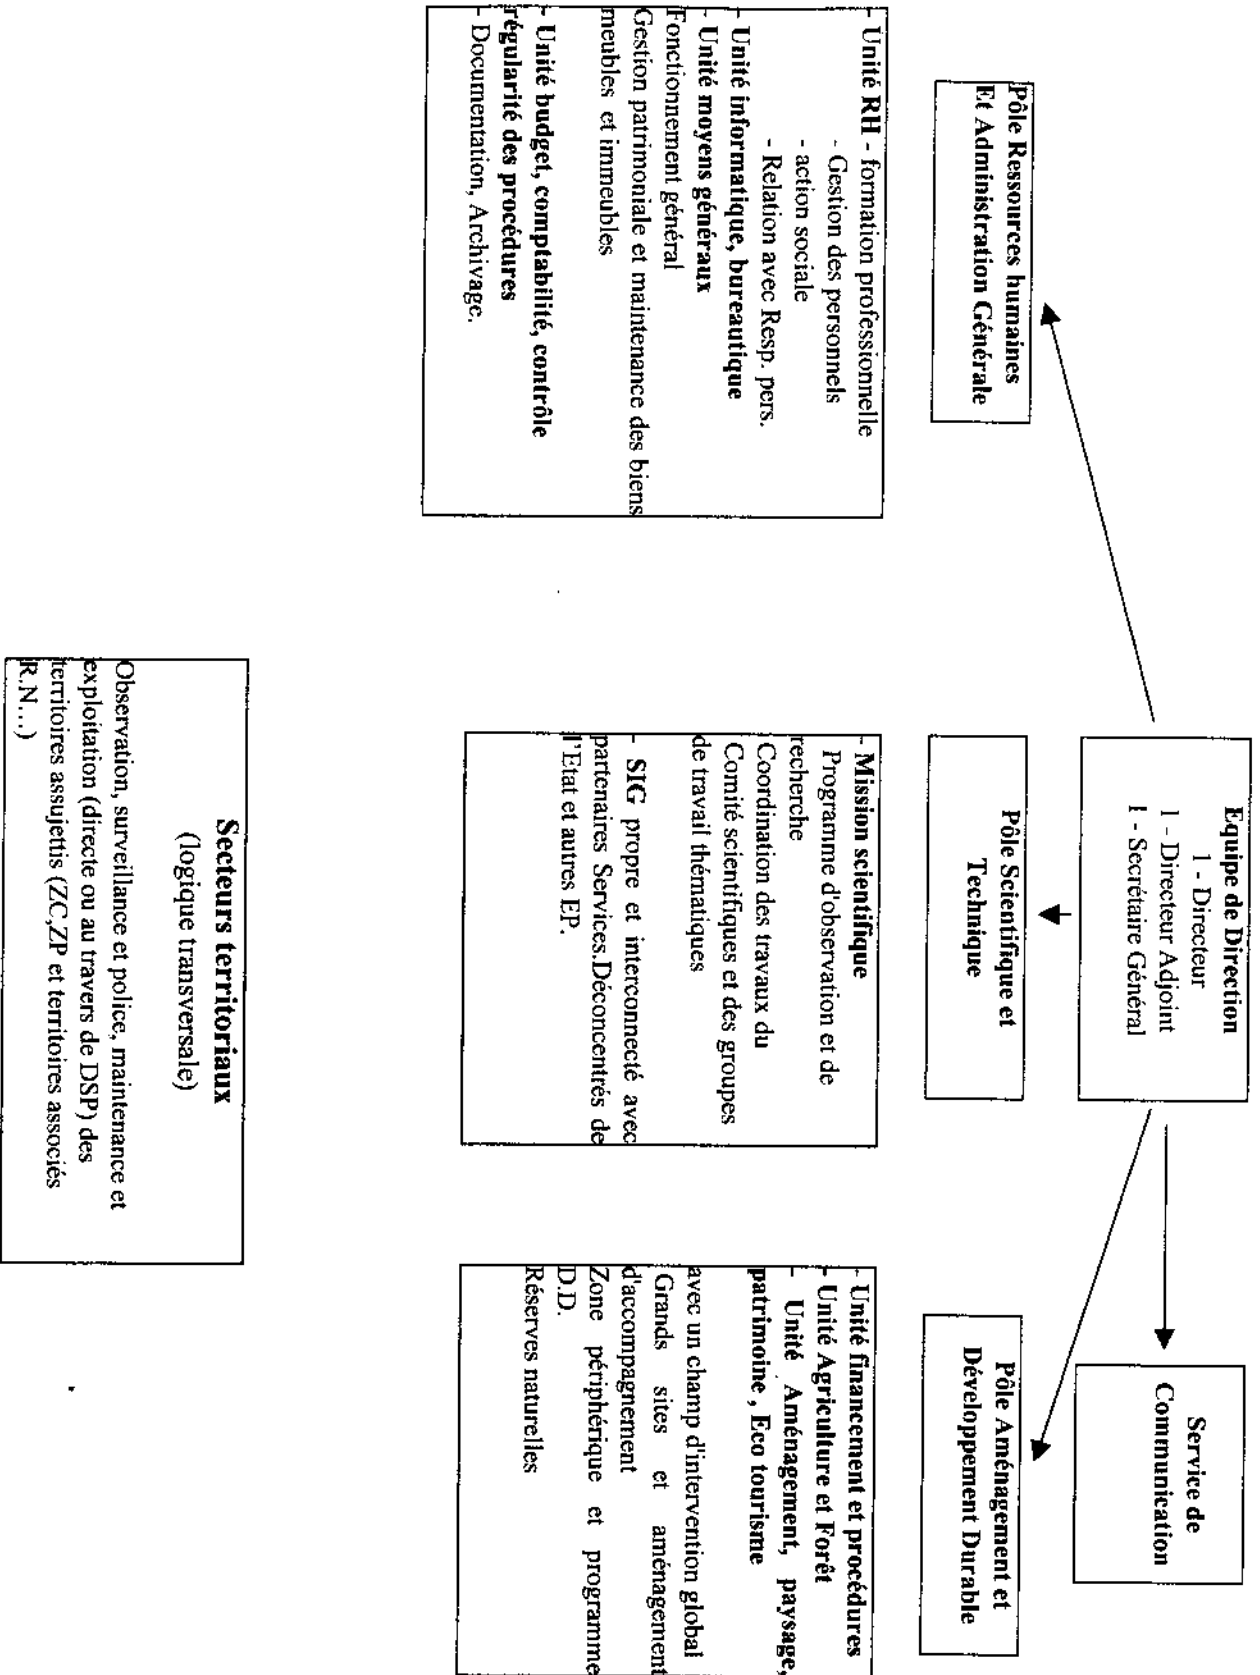 Equipe de Direction
1 - Directeur
1 - Directeur Adjoint
1 - Secrétaire Général
Service de
Communication
Pôle Ressources humaines
Et Administration Générale
Pôle Scientifique et
Technique
Pôle Aménagement et
Développement Durable
- Unité RH - formation professionnelle
- Gestion des personnels
- action sociale
- Relation avec Resp. pers.
- Unité informatique, bureautique
- Unité moyens généraux
Fonctionnement général
Gestion patrimoniale et maintenance des biens
meubles et immeubles
- Unité budget, comptabilité, contrôle
régularité des procédures
- Documentation, Archivage.
- Mission scientifique
Programme d'observation et de
recherche
Coordination des travaux du
Comité scientifiques et des groupes
de travail thématiques
- SIG propre et interconnecté avec
partenaires Services.Déconcentrés de
l'Etat et autres EP.
- Unité financement et procédures
- Unité Agriculture et Forêt
- Unité Aménagement, paysage,
patrimoine , Eco tourisme
avec un champ d'intervention global
Grands sites et aménagement
d'accompagnement
Zone périphérique et programme
D.D.
Réserves naturelles
Secteurs territoriaux
(logique transversale)
Observation, surveillance et police, maintenance et
exploitation (directe ou au travers de DSP) des
territoires assujettis (ZC,ZP et territoires associés
R.N…)